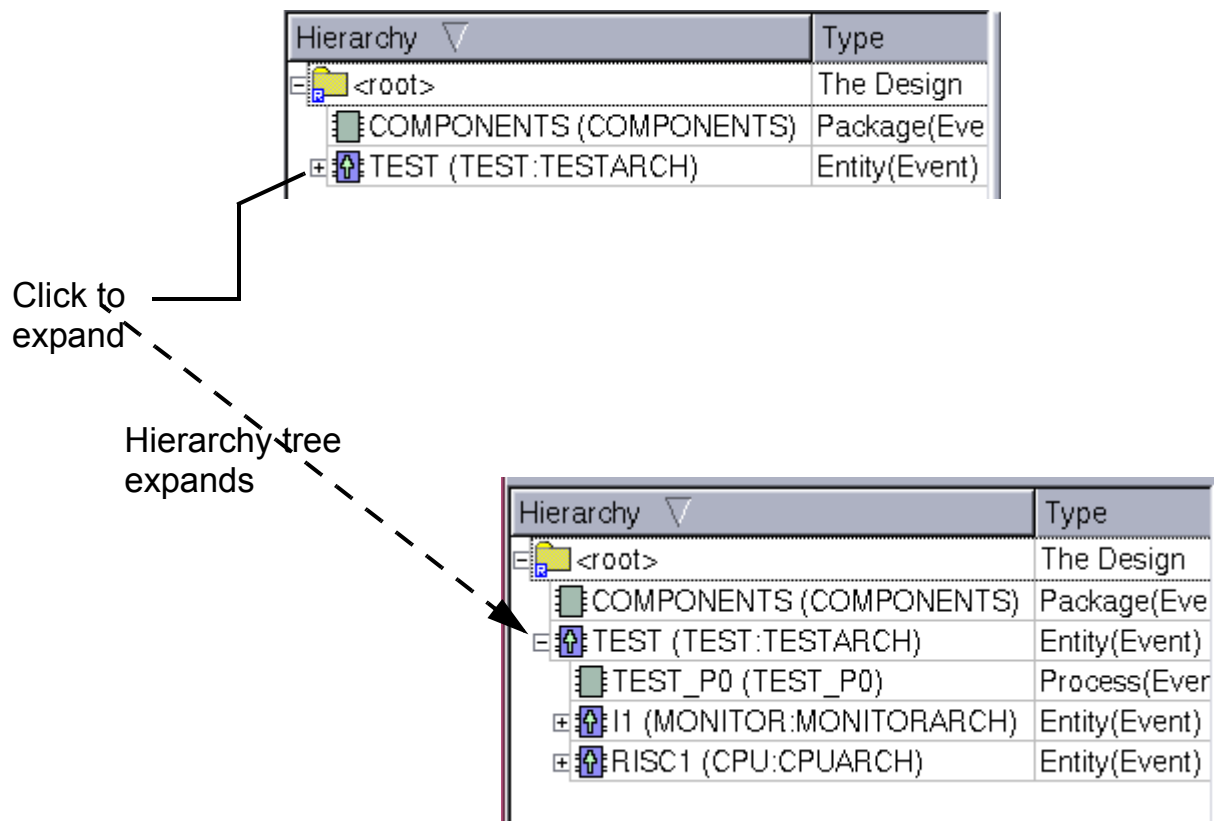 Hierarchy Type
<root> The Design
COMPONENTS (COMPONENTS) Package(Eve
TEST (TEST:TESTARCH) Entity(Event)
Click to
expand
Hierarchy tree
expands
Hierarchy Type
<root> The Design
COMPONENTS (COMPONENTS) Package(Eve
TEST (TEST:TESTARCH) Entity(Event)
TEST_P0 (TEST_P0) Process(Ever
I1 (MONITOR:MONITORARCH) Entity(Event)
RISC1 (CPU:CPUARCH) Entity(Event)